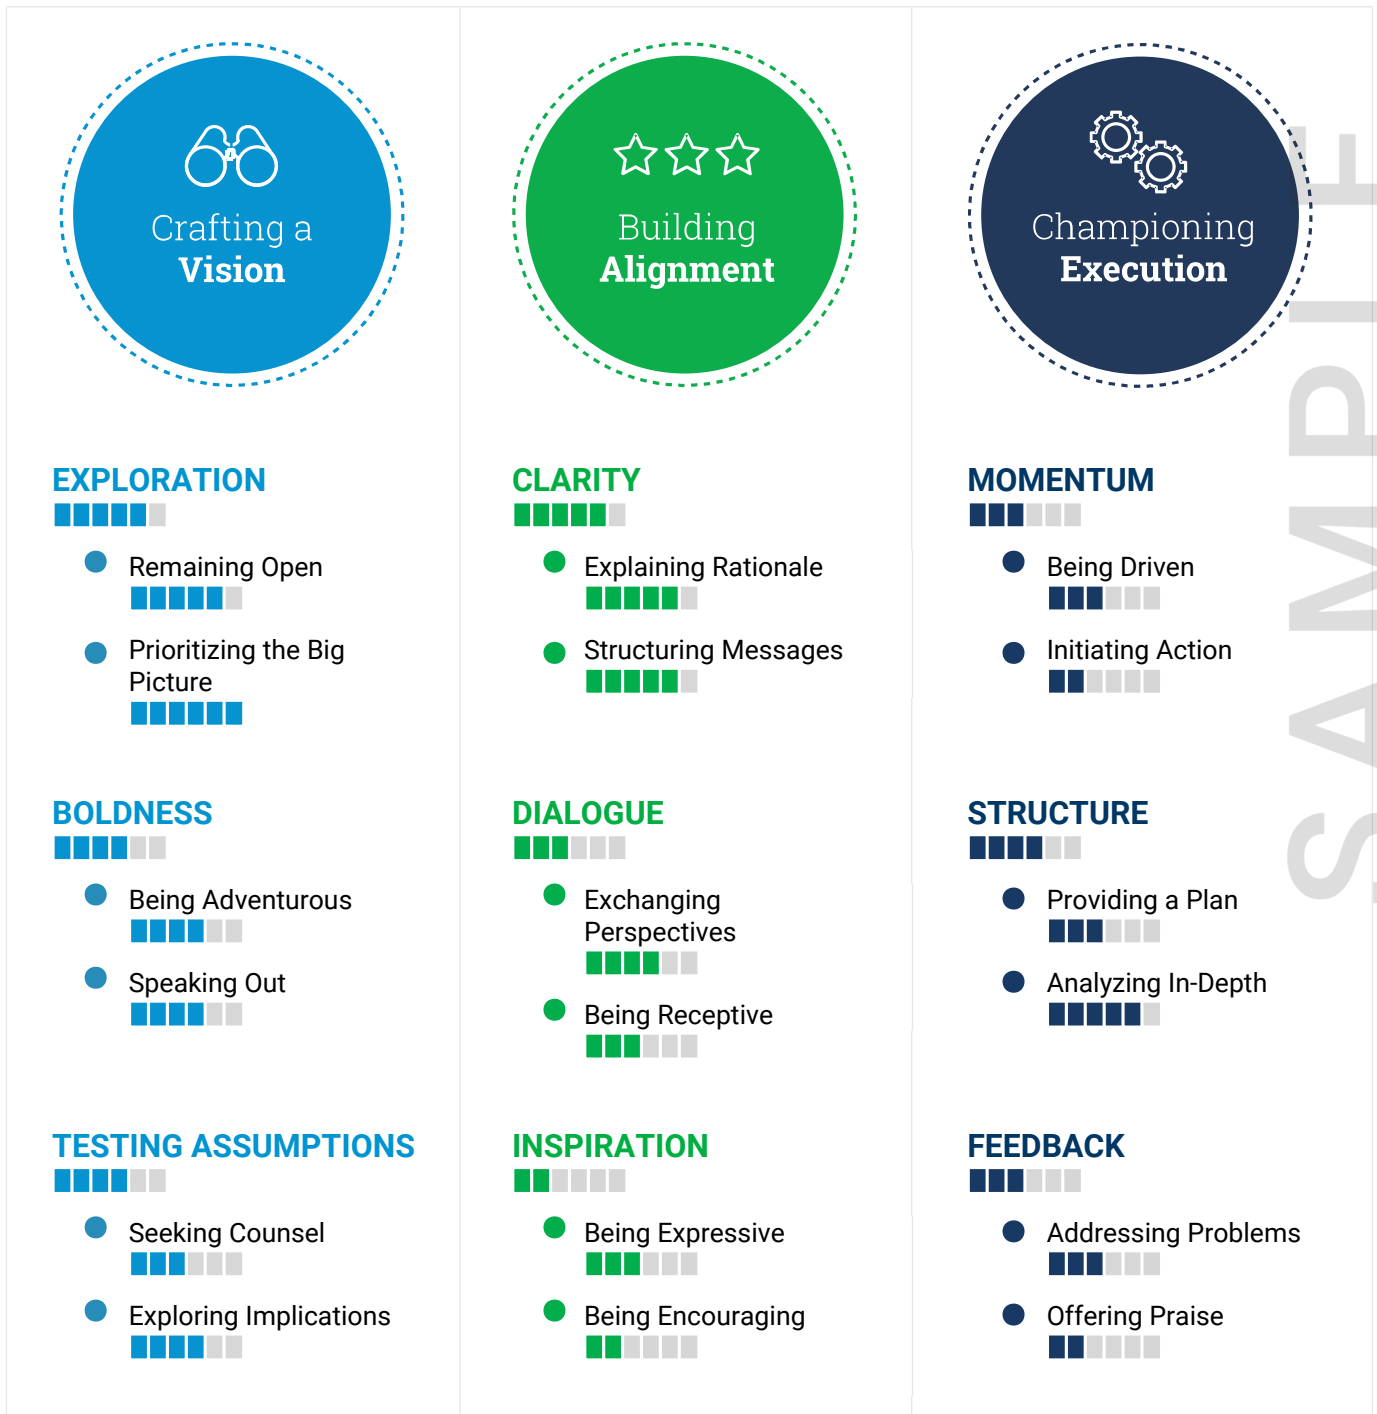 Crafting a
Vision
EXPLORATION
Remaining Open
Prioritizing the Big
Picture
BOLDNESS
Being Adventurous
Speaking Out
TESTING ASSUMPTIONS
Seeking Counsel
Exploring Implications
Building
Alignment
CLARITY
Explaining Rationale
Structuring Messages
DIALOGUE
Exchanging
Perspectives
Being Receptive
INSPIRATION
Being Expressive
Being Encouraging
Championing
Execution
MOMENTUM
Being Driven
Initiating Action
STRUCTURE
Providing a Plan
Analyzing In-Depth
FEEDBACK
Addressing Problems
Offering Praise
SAMPLE